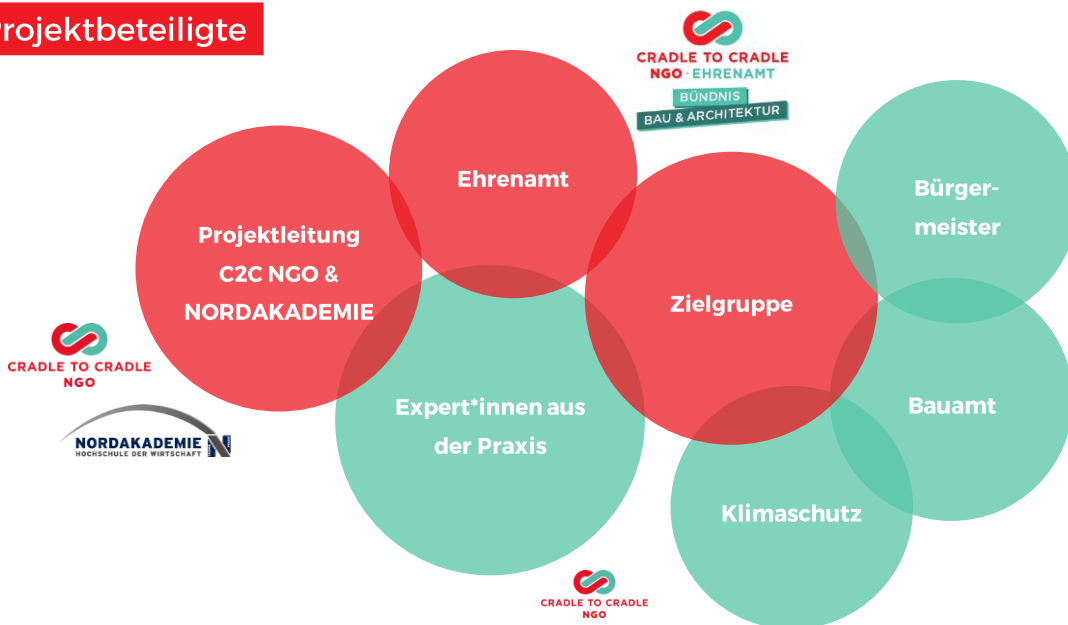 rojektbeteiligte
CRADLE TO CRADLE
NGO · EHRENAMT
BÜNDNIS
BAU & ARCHITEKTUR
Ehrenamt
Bürger-
meister
Projektleitung
C2C NGO &
NORDAKADEMIE
Zielgruppe
CRADLE TO CRADLE
NGO
Expert*innen aus
der Praxis
Bauamt
NORDAKADEMIE
HOCHSCHULE DER WIRTSCHAFT
N
Klimaschutz
CRADLE TO CRADLE
NGO